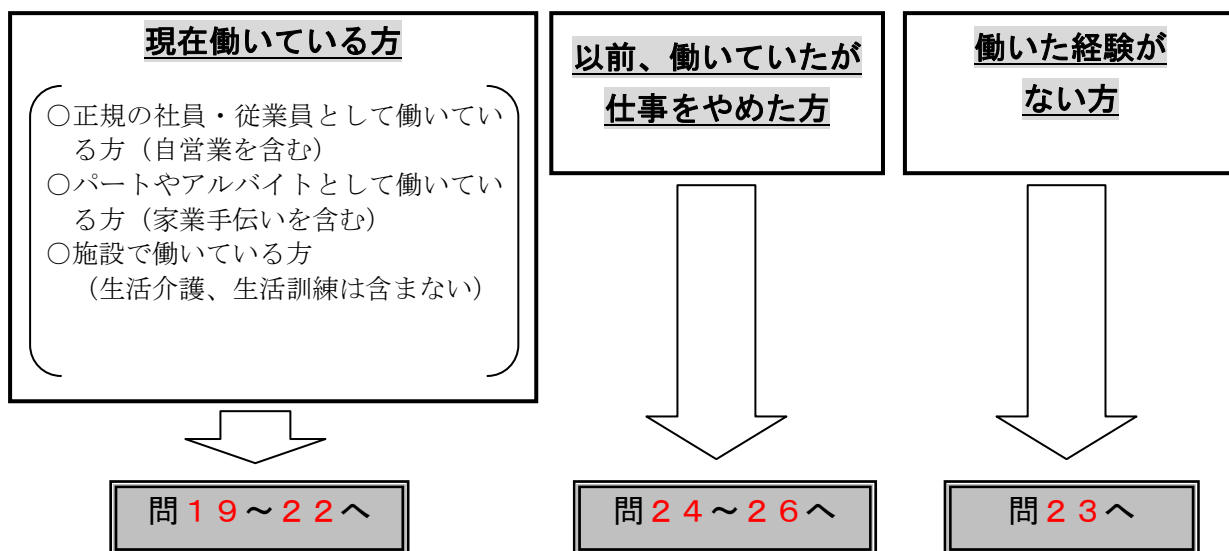 現在働いている方
○正規の社員・従業員として働いてい
る方（自営業を含む）
○パートやアルバイトとして働いてい
る方（家業手伝いを含む）
○施設で働いている方
（生活介護、生活訓練は含まない）
以前、働いていたが
仕事をやめた方
働いた経験が
ない方
問１９～２２へ
問２４～２６へ
問２３へ